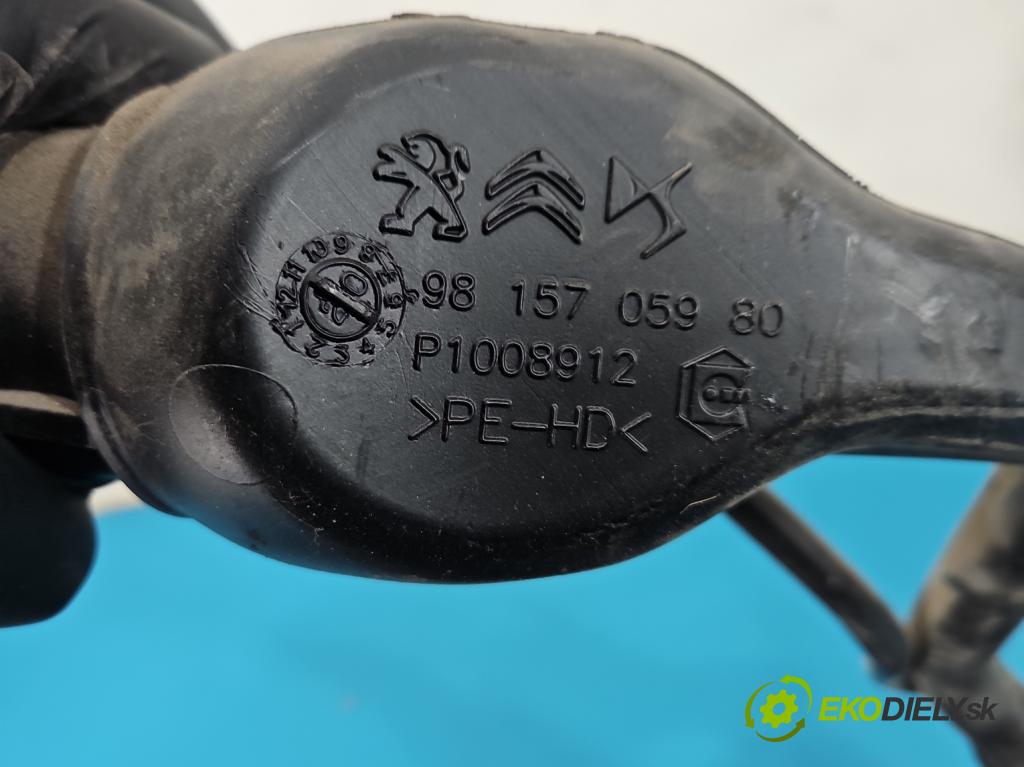 98 157 059 80
P1008912
>PE-HD<
EKODIELY.sk